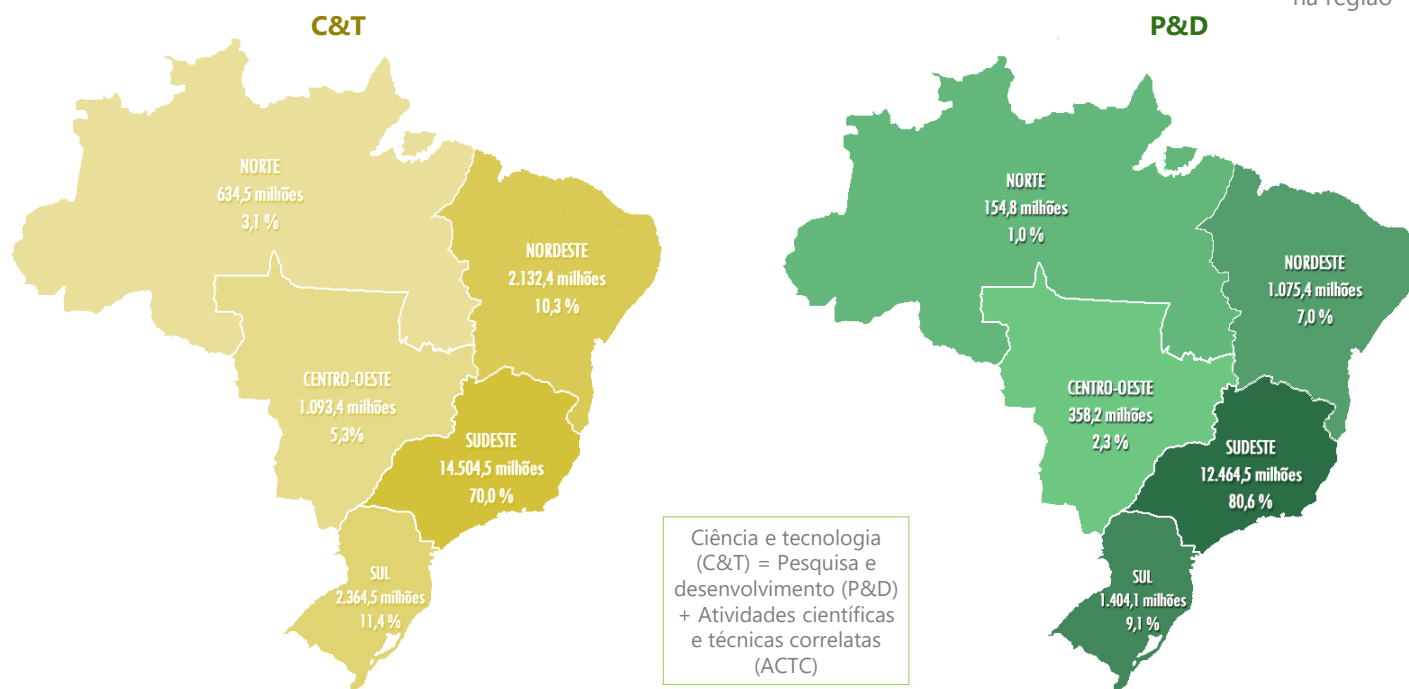 na região
C&T
NORTE
634,5 milhões
3,1 %
NORDESTE
2.132,4 milhões
10,3 %
CENTRO-OESTE
1.093,4 milhões
5,3%
SUDESTE
14.504,5 milhões
70,0 %
SUL
2.364,5 milhões
11,4 %
Ciência e tecnologia
(C&T) = Pesquisa e
desenvolvimento (P&D)
+ Atividades científicas
e técnicas correlatas
(ACTC)
P&D
NORTE
154,8 milhões
1,0 %
NORDESTE
1.075,4 milhões
7,0 %
CENTRO-OESTE
358,2 milhões
2,3 %
SUDESTE
12.464,5 milhões
80,6 %
SUL
1.404,1 milhões
9,1 %